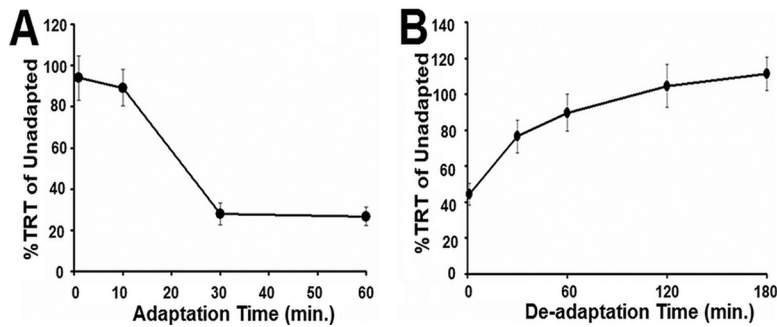 A
%TRT of Unadapted
120
100
80
60
40
20
0
0 10 20 30 40 50 60
Adaptation Time (min.)
B
%TRT of Unadapted
140
120
100
80
60
40
20
0
0 60 120 180
De-adaptation Time (min.)